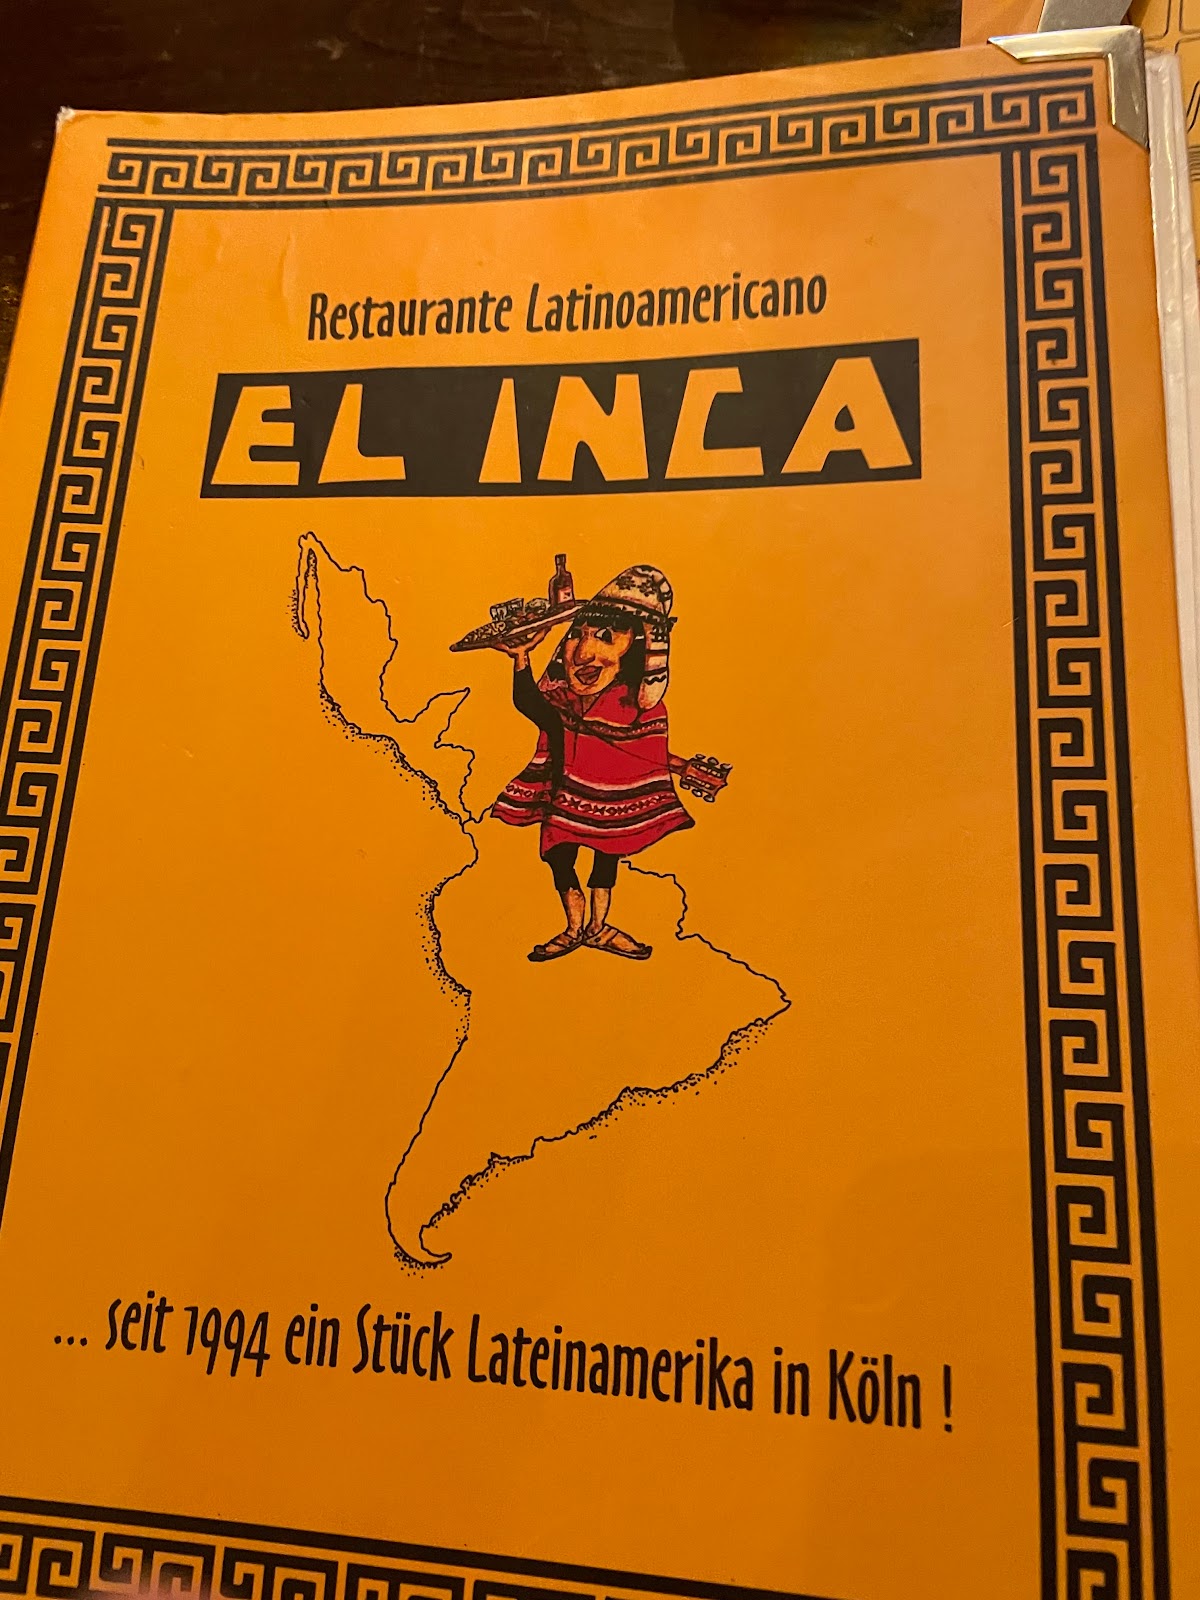 Restaurante Latinoamericano
EL INCA
... seit 1994 ein Stück Lateinamerika in Köln !